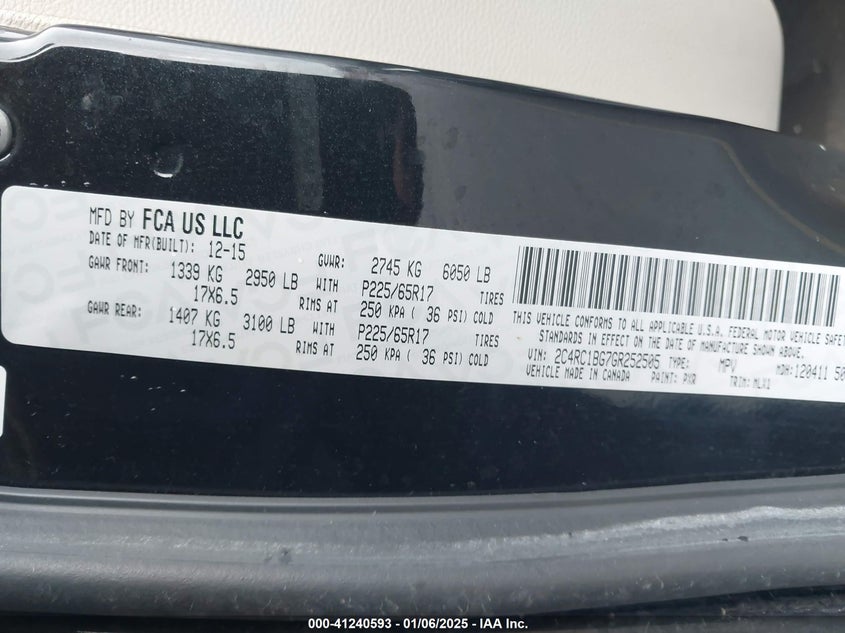 MFD BY FCA US LLC
DATE OF MFR(BUILT): 12-15 GVWR: 2745 KG 6050 LB
GAWR FRONT: 1339 KG 2950 LB WITH P225/65R17 TIRES
17X6.5 RIMS AT 250 KPA ( 36 PSI) COLD
GAWR REAR: 1407 KG 3100 LB WITH P225/65R17 TIRES
17X6.5 RIMS AT 250 KPA ( 36 PSI) COLD
THIS VEHICLE CONFORMS TO ALL APPLICABLE U.S.A. FEDERAL MOTOR VEHICLE SAFETY
STANDARDS IN EFFECT ON THE DATE OF MANUFACTURE SHOWN ABOVE.
VIN: 2C4RC1BG7GR252505 TYPE: MPV MDH:120411 50
VEHICLE MADE IN CANADA PAINT: PXR TRIM: MLX1
000-41240593 - 01/06/2025 - IAA Inc.